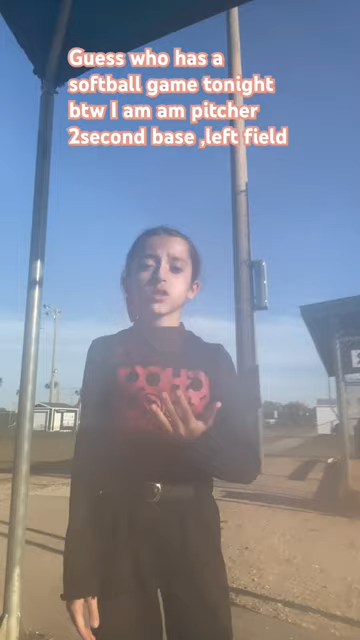 Guess who has a
softball game tonight
btw I am am pitcher
2second base ,left field